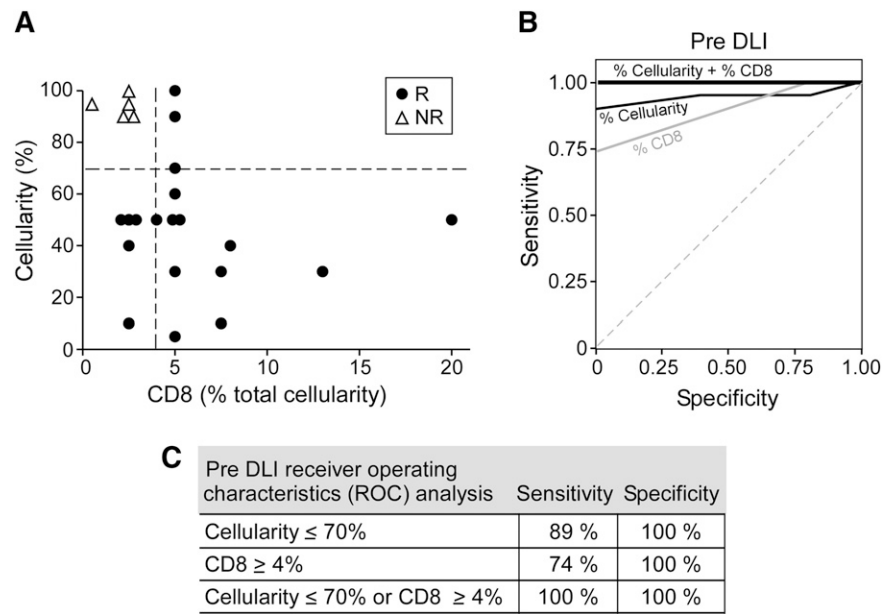 A
Cellularity (%)
100
80
60
40
20
0
0 5 10 15 20
CD8 (% total cellularity)
R
NR
B
Pre DLI
% Cellularity + % CD8
% Cellularity
% CD8
Sensitivity
1.00
0.75
0.50
0.25
0
0 0.25 0.50 0.75 1.00
Specificity
C
Pre DLI receiver operating
characteristics (ROC) analysis Sensitivity Specificity
Cellularity ≤ 70% 89 % 100 %
CD8 ≥ 4% 74 % 100 %
Cellularity ≤ 70% or CD8 ≥ 4% 100 % 100 %